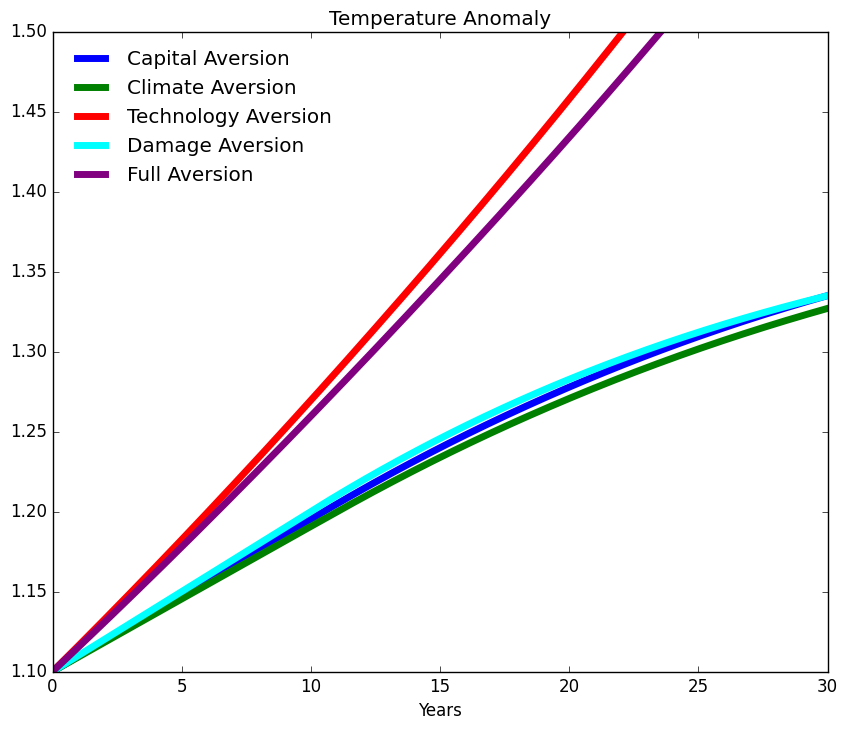 Temperature Anomaly
1.50
1.45
1.40
1.35
1.30
1.25
1.20
1.15
1.10
Capital Aversion
Climate Aversion
Technology Aversion
Damage Aversion
Full Aversion
0 5 10 15 20 25 30
Years